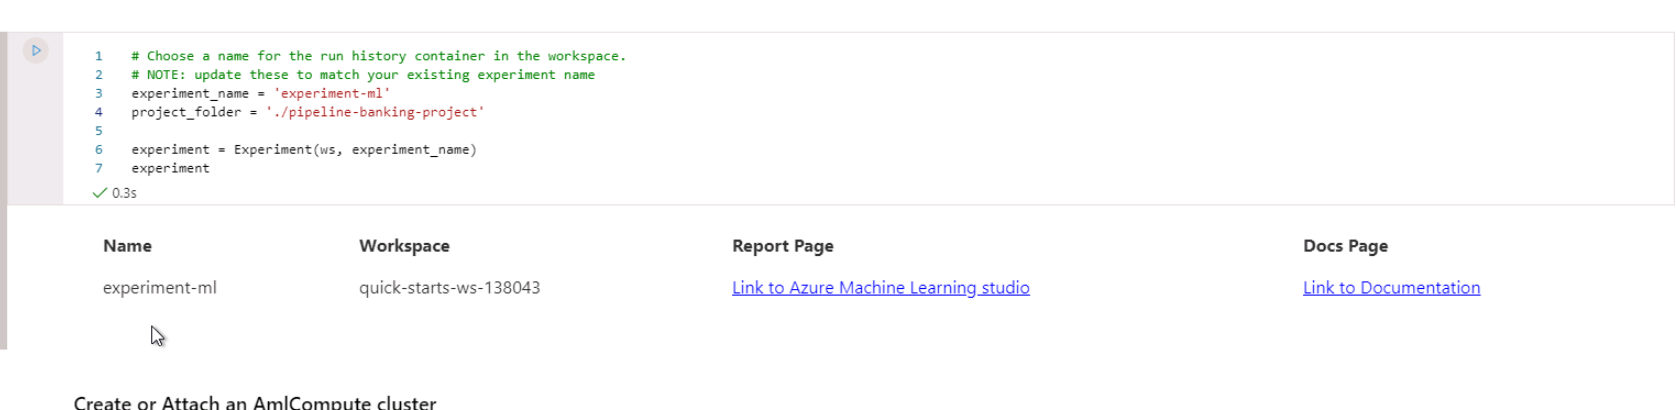 1 # Choose a name for the run history container in the workspace.
2 # NOTE: update these to match your existing experiment name
3 experiment_name = 'experiment-ml'
4 project_folder = './pipeline-banking-project'
5
6 experiment = Experiment(ws, experiment_name)
7 experiment
0.3s
Name Workspace Report Page Docs Page
experiment-ml quick-starts-ws-138043 Link to Azure Machine Learning studio Link to Documentation
Create or Attach an AmlCompute cluster